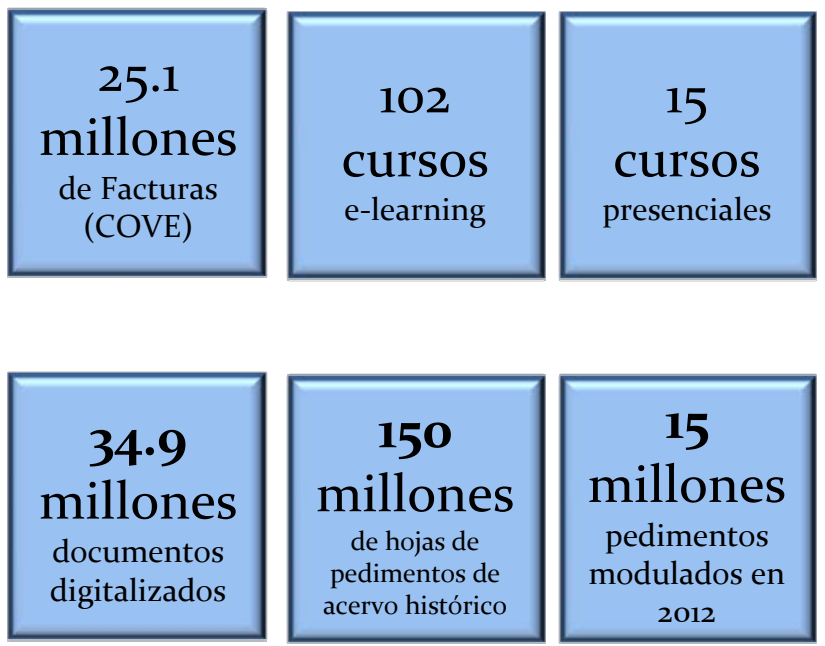 25.1
millones
de Facturas
(COVE)
102
cursos
e-learning
15
cursos
presenciales
34.9
millones
documentos
digitalizados
150
millones
de hojas de
pedimentos de
acervo histórico
15
millones
pedimentos
modulados en
2012